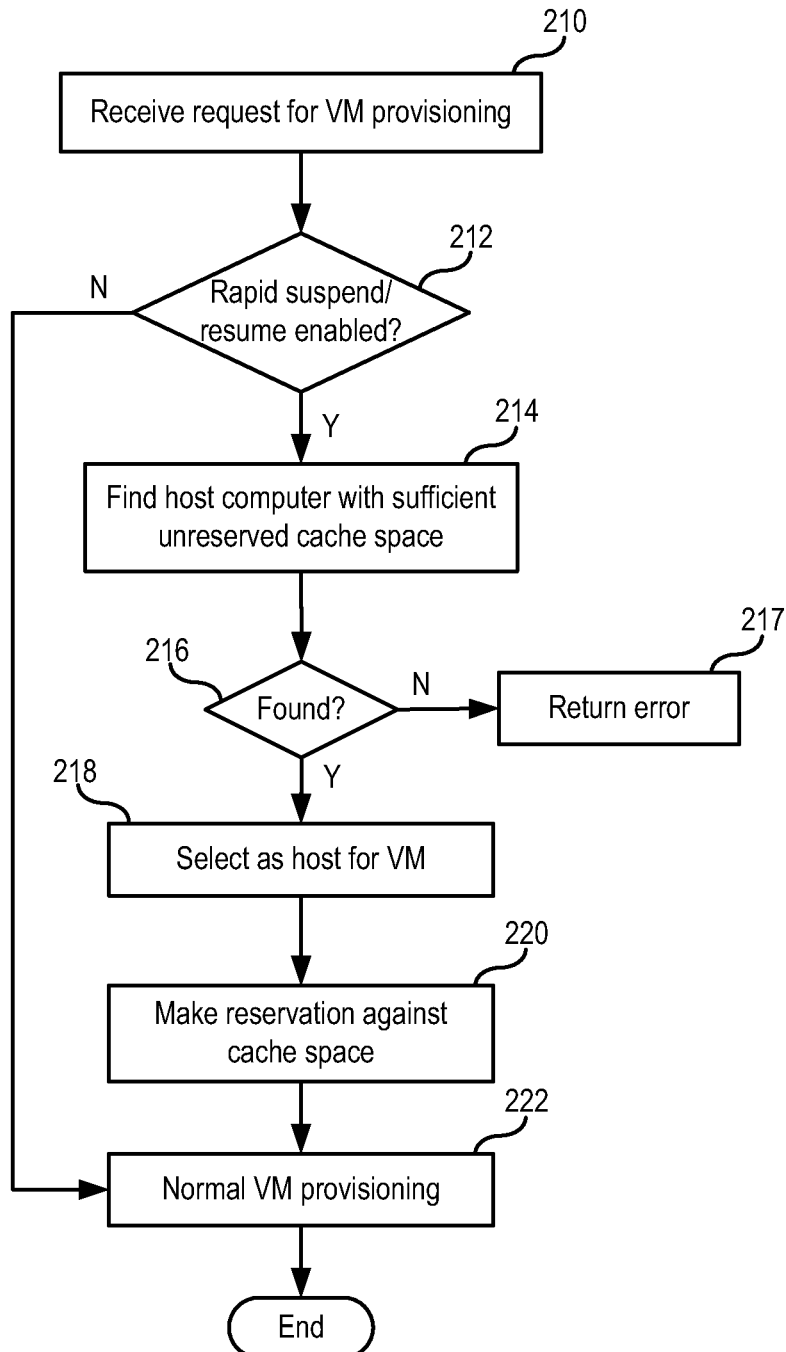 210
Receive request for VM provisioning
212
N
Rapid suspend/
resume enabled?
Y
214
Find host computer with sufficient
unreserved cache space
216
217
N
Found?
Return error
Y
218
Select as host for VM
220
Make reservation against
cache space
222
Normal VM provisioning
End